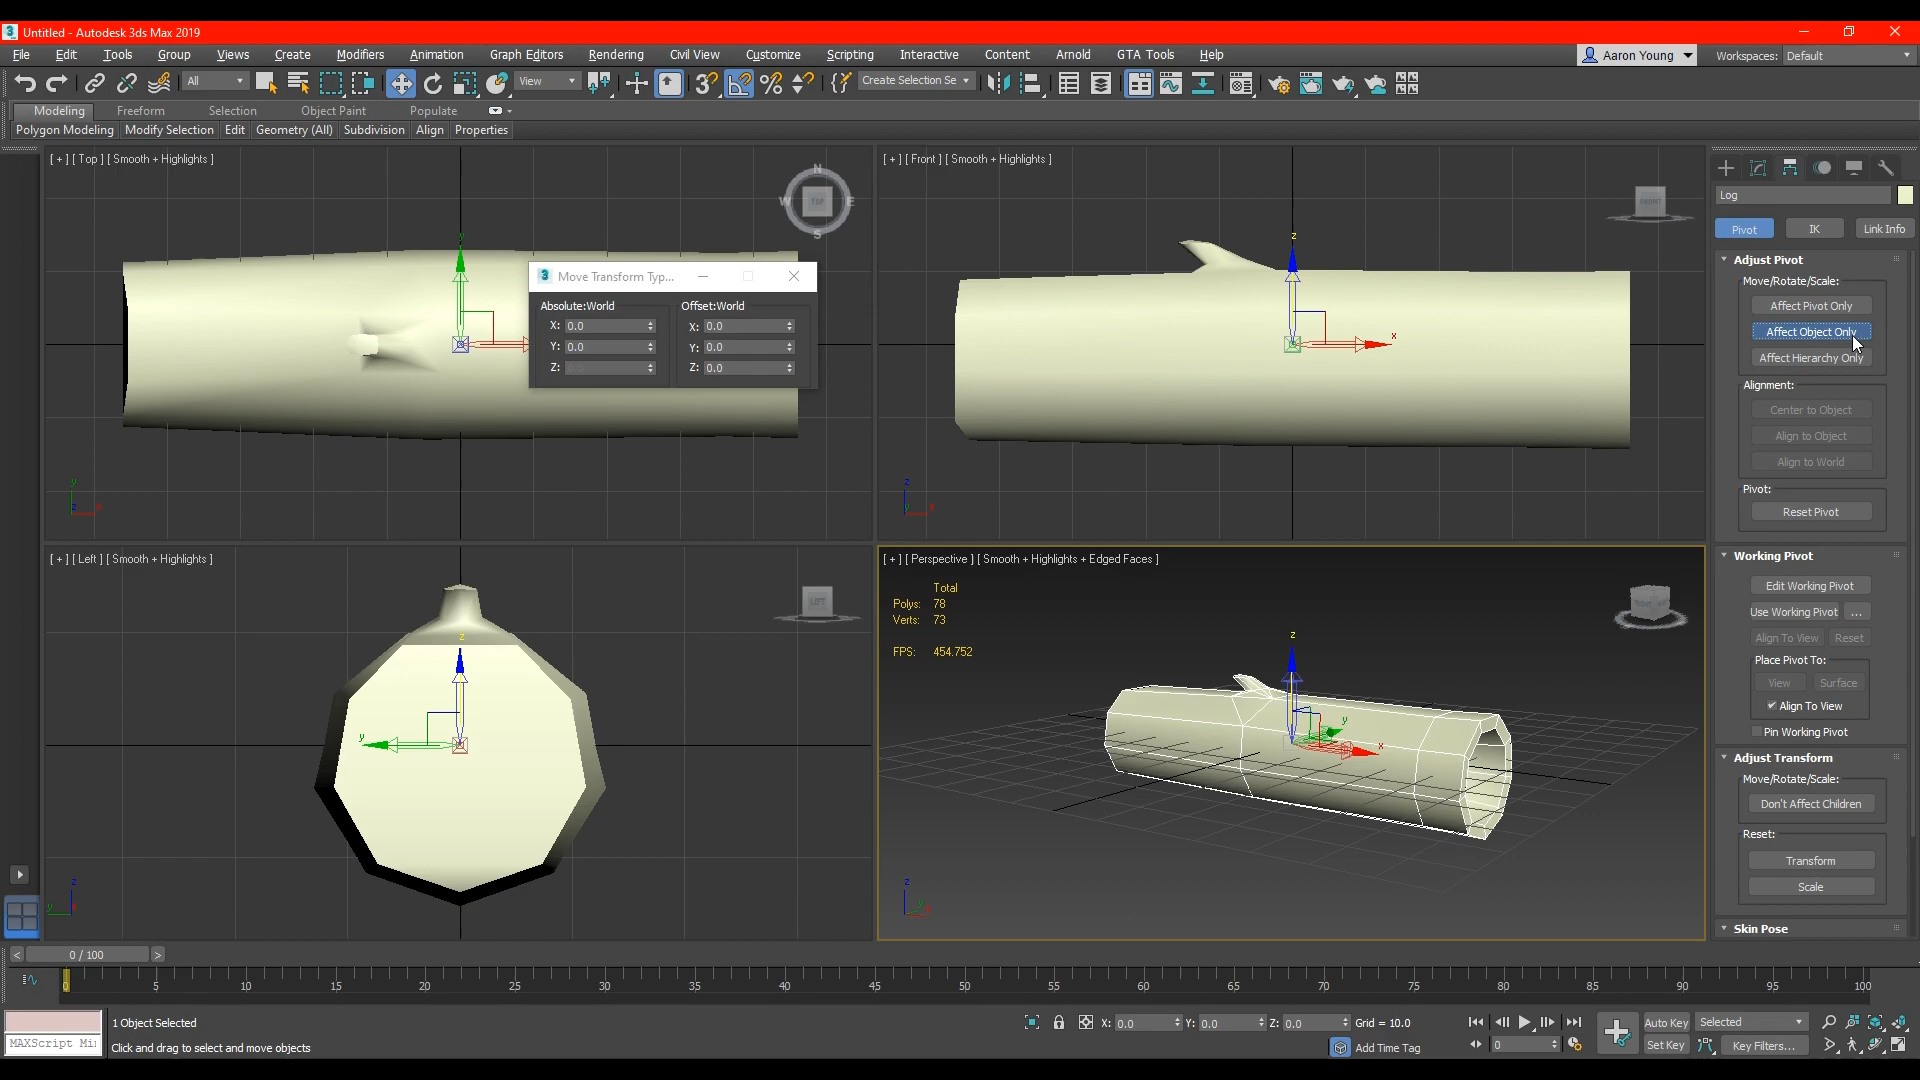 Untitled - Autodesk 3ds Max 2019
File Edit Tools Group Views Create Modifiers Animation Graph Editors Rendering Civil View Customize Scripting Interactive Content Arnold GTA Tools Help Aaron Young Workspaces: Default
All View Create Selection Se
Modeling Freeform Selection Object Paint Populate
Polygon Modeling Modify Selection Edit Geometry (All) Subdivision Align Properties
[ + ] [ Top ] [ Smooth + Highlights ]
N
W TOP E
S
y
y
z x
Move Transform Typ...
Absolute:World Offset:World
X: 0.0 X: 0.0
Y: 0.0 Y: 0.0
Z: Z: 0.0
[ + ] [ Front ] [ Smooth + Highlights ]
FRONT
z
x
z
y x
[ + ] [ Left ] [ Smooth + Highlights ]
LEFT
z
y
z
y
[ + ] [ Perspective ] [ Smooth + Highlights + Edged Faces ]
Total
Polys: 78
Verts: 73
FPS: 454.752
z
y
x
z
y x
Log
Pivot IK Link Info
Adjust Pivot
Move/Rotate/Scale:
Affect Pivot Only
Affect Object Only
Affect Hierarchy Only
Alignment:
Center to Object
Align to Object
Align to World
Pivot:
Reset Pivot
Working Pivot
Edit Working Pivot
Use Working Pivot ...
Align To View Reset
Place Pivot To:
View Surface
Align To View
Pin Working Pivot
Adjust Transform
Move/Rotate/Scale:
Don't Affect Children
Reset:
Transform
Scale
Skin Pose
< 0 / 100 >
0 5 10 15 20 25 30 35 40 45 50 55 60 65 70 75 80 85 90 95 100
1 Object Selected X: 0.0 Y: 0.0 Z: 0.0 Grid = 10.0 Auto Key Selected
MAXScript Mi Click and drag to select and move objects Add Time Tag 0 Set Key Key Filters...